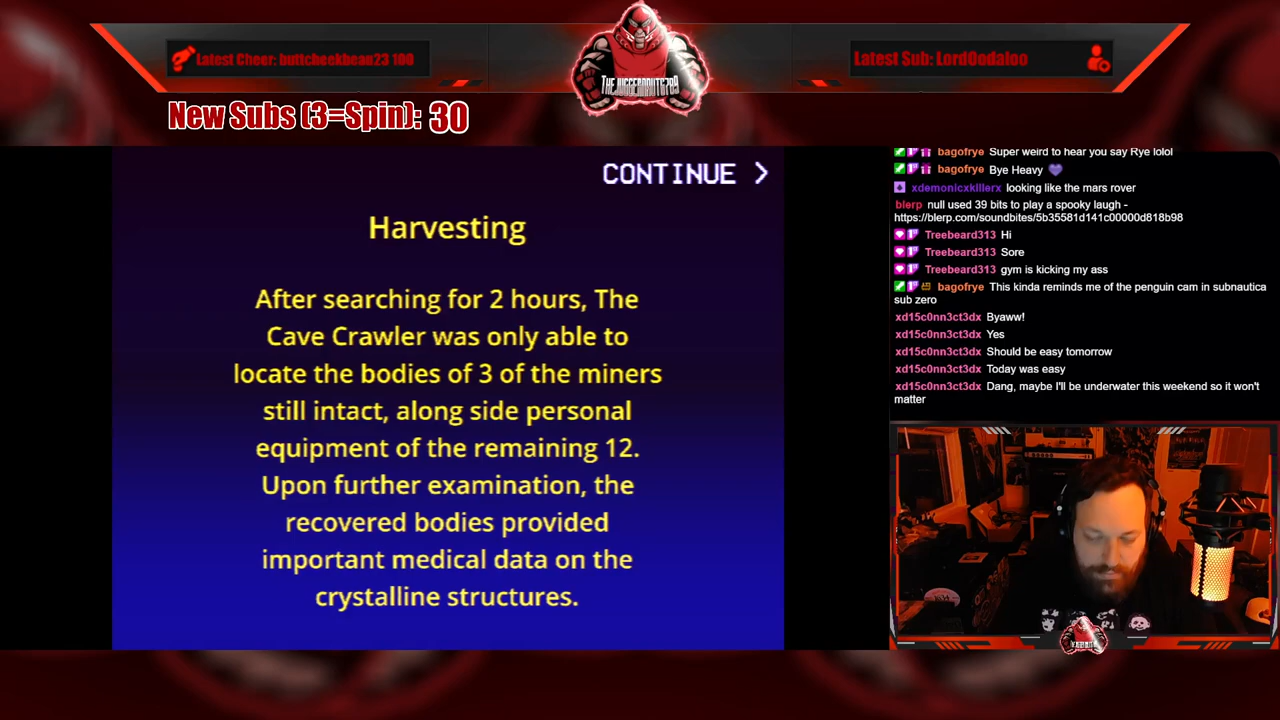 Latest Cheer: buttcheekbeau23 100
THEJUGGERNAUT6789
Latest Sub: LordOodaloo
New Subs (3=Spin): 30
CONTINUE >
Harvesting
After searching for 2 hours, The
Cave Crawler was only able to
locate the bodies of 3 of the miners
still intact, along side personal
equipment of the remaining 12.
Upon further examination, the
recovered bodies provided
important medical data on the
crystalline structures.
bagofrye Super weird to hear you say Rye lolol
bagofrye Bye Heavy
xdemonicxkillerx looking like the mars rover
blerp null used 39 bits to play a spooky laugh -
https://blerp.com/soundbites/5b35581d141c00000d818b98
Treebeard313 Hi
Treebeard313 Sore
Treebeard313 gym is kicking my ass
bagofrye This kinda reminds me of the penguin cam in subnautica
sub zero
xd15c0nn3ct3dx Byaww!
xd15c0nn3ct3dx Yes
xd15c0nn3ct3dx Should be easy tomorrow
xd15c0nn3ct3dx Today was easy
xd15c0nn3ct3dx Dang, maybe I'll be underwater this weekend so it won't
matter